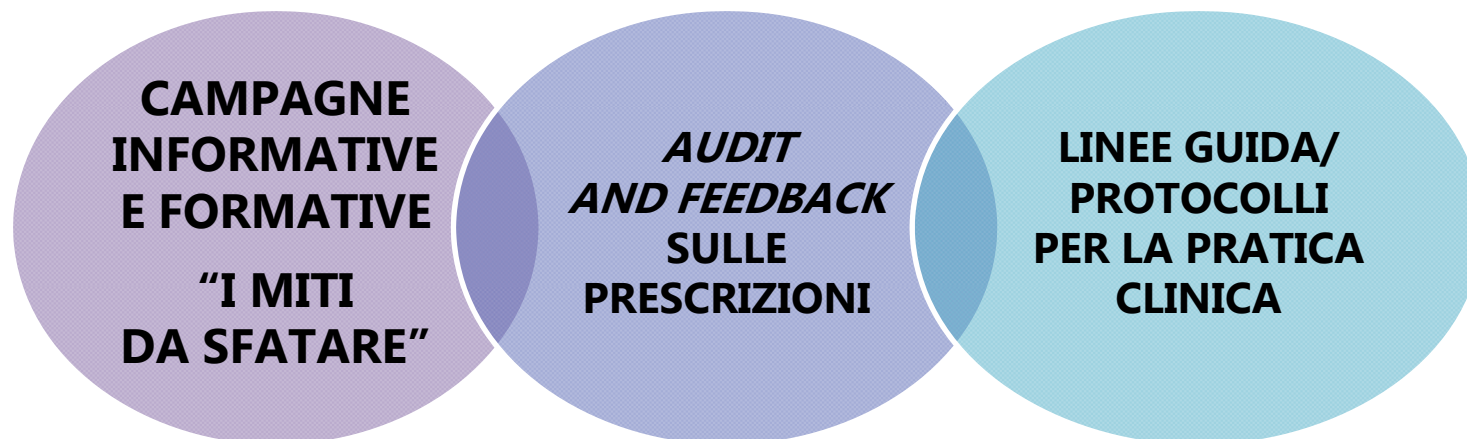 CAMPAGNE
INFORMATIVE
E FORMATIVE
“I MITI
DA SFATARE”
AUDIT
AND FEEDBACK
SULLE
PRESCRIZIONI
LINEE GUIDA/
PROTOCOLLI
PER LA PRATICA
CLINICA